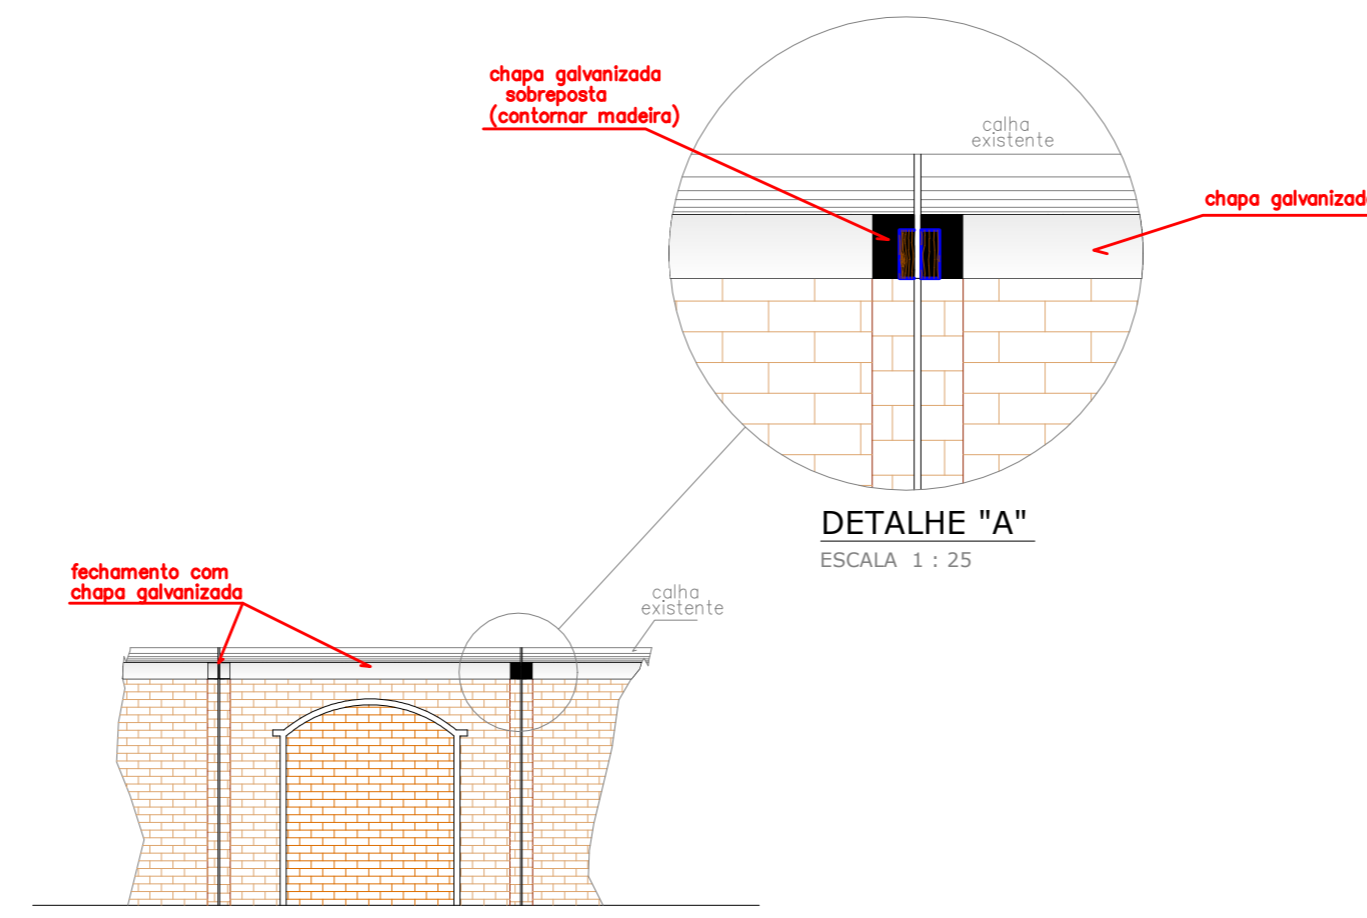 chapa galvanizada
sobreposta
(contornar madeira)
calha
existente
chapa galvanizad
DETALHE "A"
ESCALA 1 : 25
fechamento com
chapa galvanizada
calha
existente